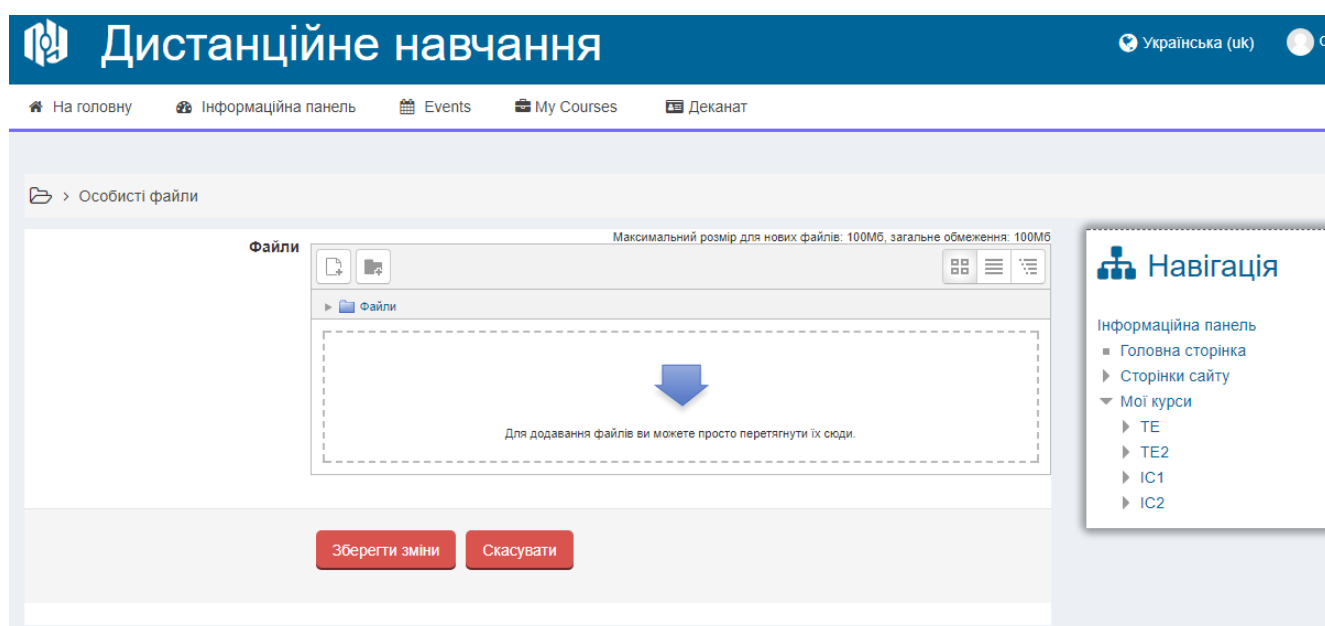 Дистанційне навчання
Українська (uk)
На головну Інформаційна панель Events My Courses Деканат
Особисті файли
Максимальний розмір для нових файлів: 100Мб, загальне обмеження: 100Мб
Файли
Файли
Для додавання файлів ви можете просто перетягнути їх сюди.
Зберегти зміни Скасувати
Навігація
Інформаційна панель
Головна сторінка
Сторінки сайту
Мої курси
ТЕ
ТЕ2
ІС1
ІС2